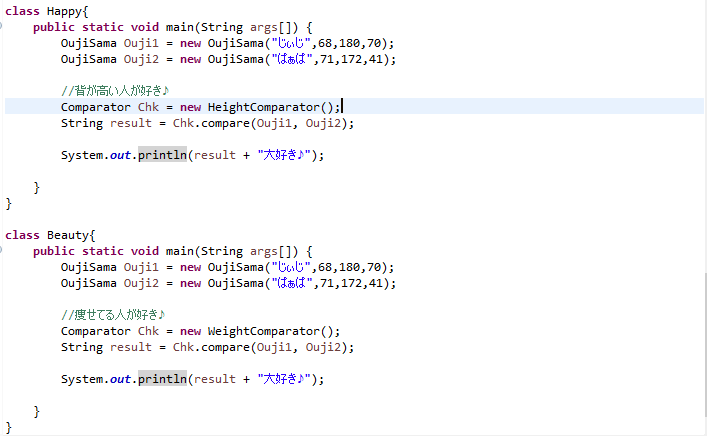 class Happy{
public static void main(String args[]) {
OujiSama Ouji1 = new OujiSama("じぃじ",68,180,70);
OujiSama Ouji2 = new OujiSama("ばぁば",71,172,41);
//背が高い人が好き♪
Comparator Chk = new HeightComparator();
String result = Chk.compare(Ouji1, Ouji2);
System.out.println(result + "大好き♪");
}
}
class Beauty{
public static void main(String args[]) {
OujiSama Ouji1 = new OujiSama("じぃじ",68,180,70);
OujiSama Ouji2 = new OujiSama("ばぁば",71,172,41);
//痩せてる人が好き♪
Comparator Chk = new WeightComparator();
String result = Chk.compare(Ouji1, Ouji2);
System.out.println(result + "大好き♪");
}
}